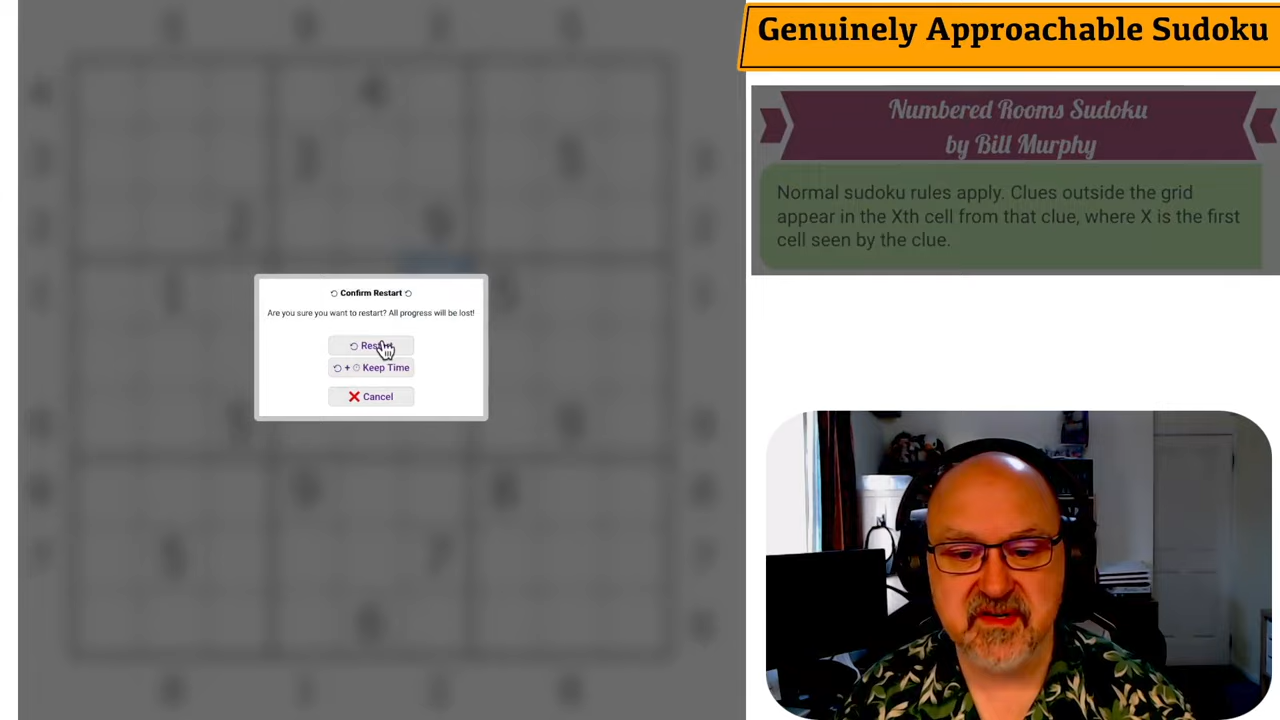 Genuinely Approachable Sudoku
Numbered Rooms Sudoku
by Bill Murphy
Normal sudoku rules apply. Clues outside the grid
appear in the Xth cell from that clue, where X is the first
cell seen by the clue.
Confirm Restart
Are you sure you want to restart? All progress will be lost!
Restart
+ Keep Time
Cancel